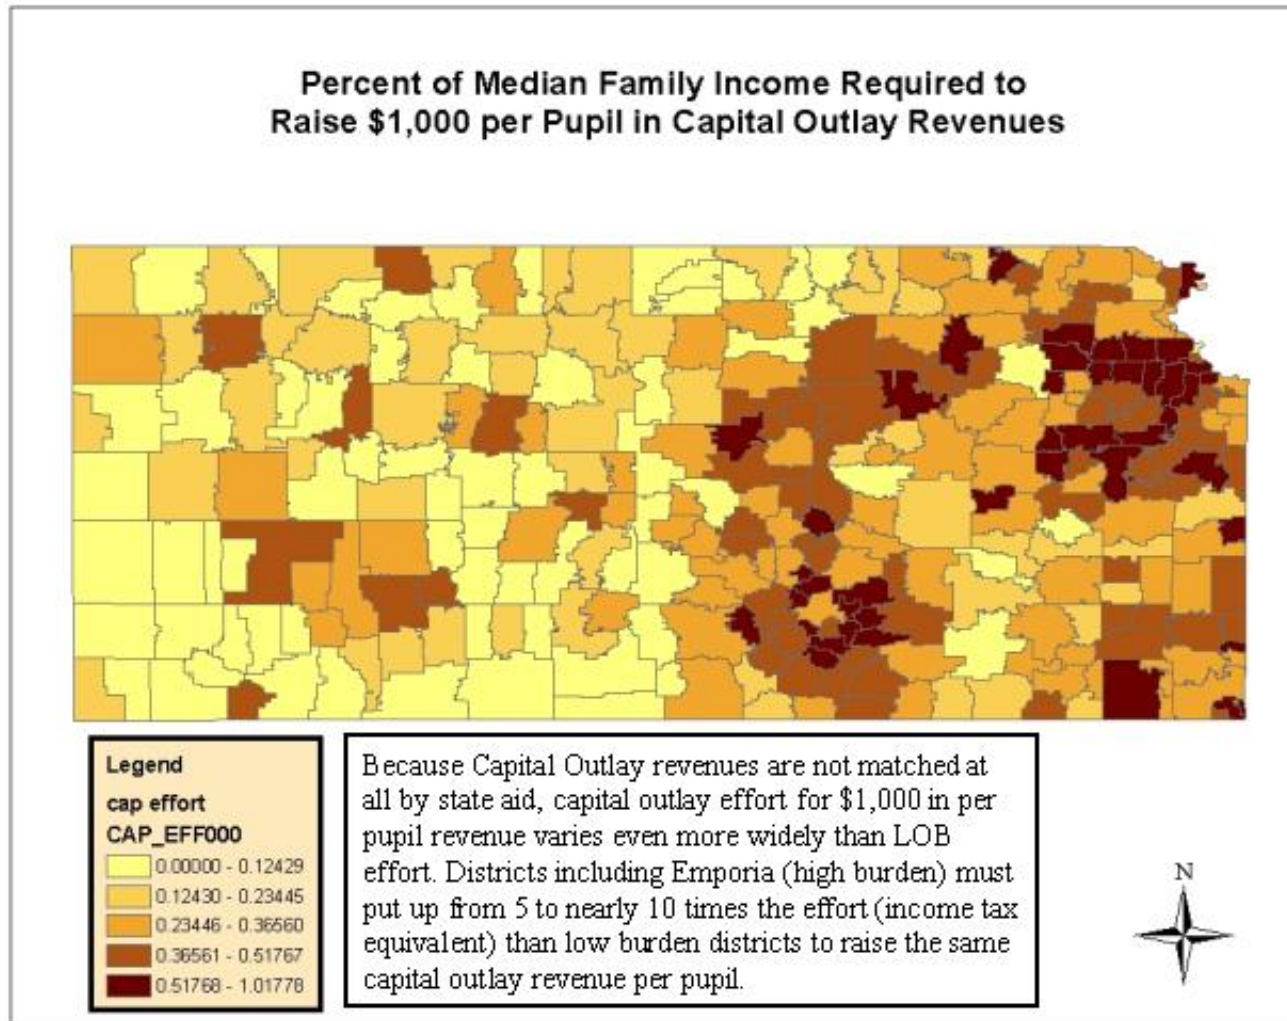 Percent of Median Family Income Required to
Raise $1,000 per Pupil in Capital Outlay Revenues
Legend
cap effort
CAP_EFF000
0.00000 - 0.12429
0.12430 - 0.23445
0.23446 - 0.36560
0.36561 - 0.51767
0.51768 - 1.01778
Because Capital Outlay revenues are not matched at
all by state aid, capital outlay effort for $1,000 in per
pupil revenue varies even more widely than LOB
effort. Districts including Emporia (high burden) must
put up from 5 to nearly 10 times the effort (income tax
equivalent) than low burden districts to raise the same
capital outlay revenue per pupil.
N